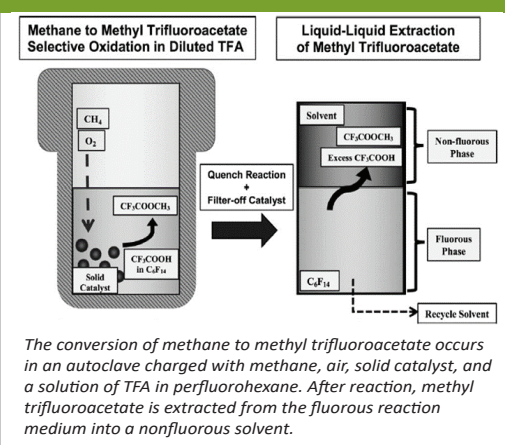 Methane to Methyl Trifluoroacetate
Selective Oxidation in Diluted TFA
CH₄
O₂
CF₃COOCH₃
CF₃COOH
in C₆F₁₄
Solid
Catalyst
Quench Reaction
+
Filter-off Catalyst
Liquid-Liquid Extraction
of Methyl Trifluoroacetate
Solvent
CF₃COOCH₃
Excess CF₃COOH
Non-fluorous
Phase
Fluorous
Phase
C₆F₁₄
Recycle Solvent
The conversion of methane to methyl trifluoroacetate occurs
in an autoclave charged with methane, air, solid catalyst, and
a solution of TFA in perfluorohexane. After reaction, methyl
trifluoroacetate is extracted from the fluorous reaction
medium into a nonfluorous solvent.